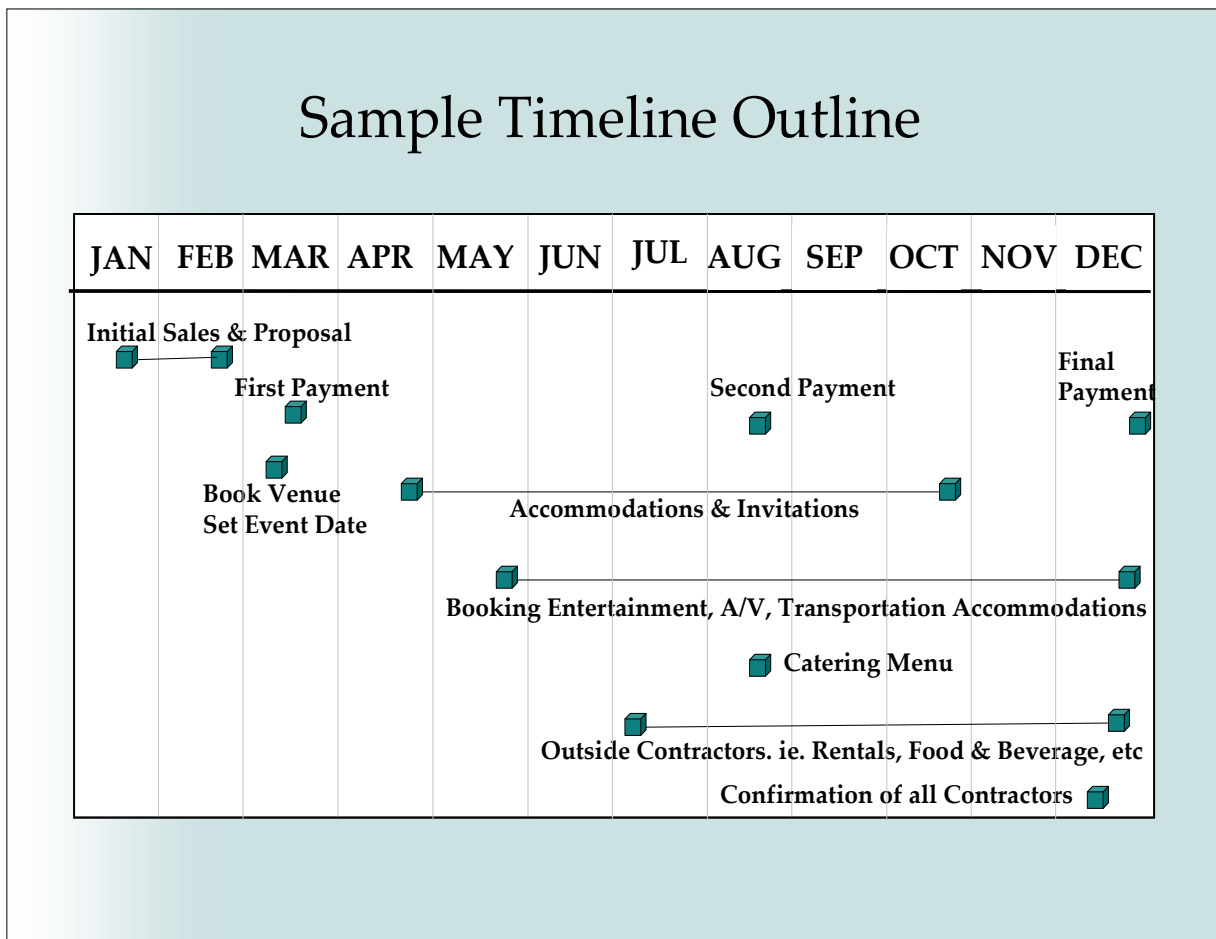 Sample Timeline Outline
JAN FEB MAR APR MAY JUN JUL AUG SEP OCT NOV DEC
Initial Sales & Proposal
First Payment
Second Payment
Final
Payment
Book Venue
Set Event Date
Accommodations & Invitations
Booking Entertainment, A/V, Transportation Accommodations
Catering Menu
Outside Contractors. ie. Rentals, Food & Beverage, etc
Confirmation of all Contractors